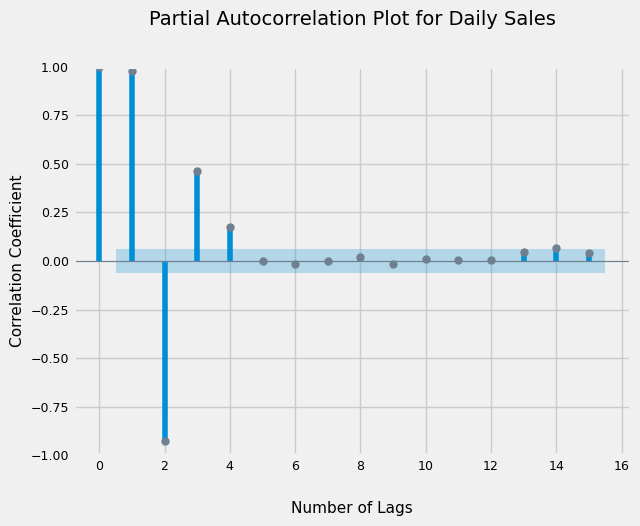 Partial Autocorrelation Plot for Daily Sales
1.00
0.75
0.50
0.25
0.00
−0.25
−0.50
−0.75
−1.00
Correlation Coefficient
0 2 4 6 8 10 12 14 16
Number of Lags